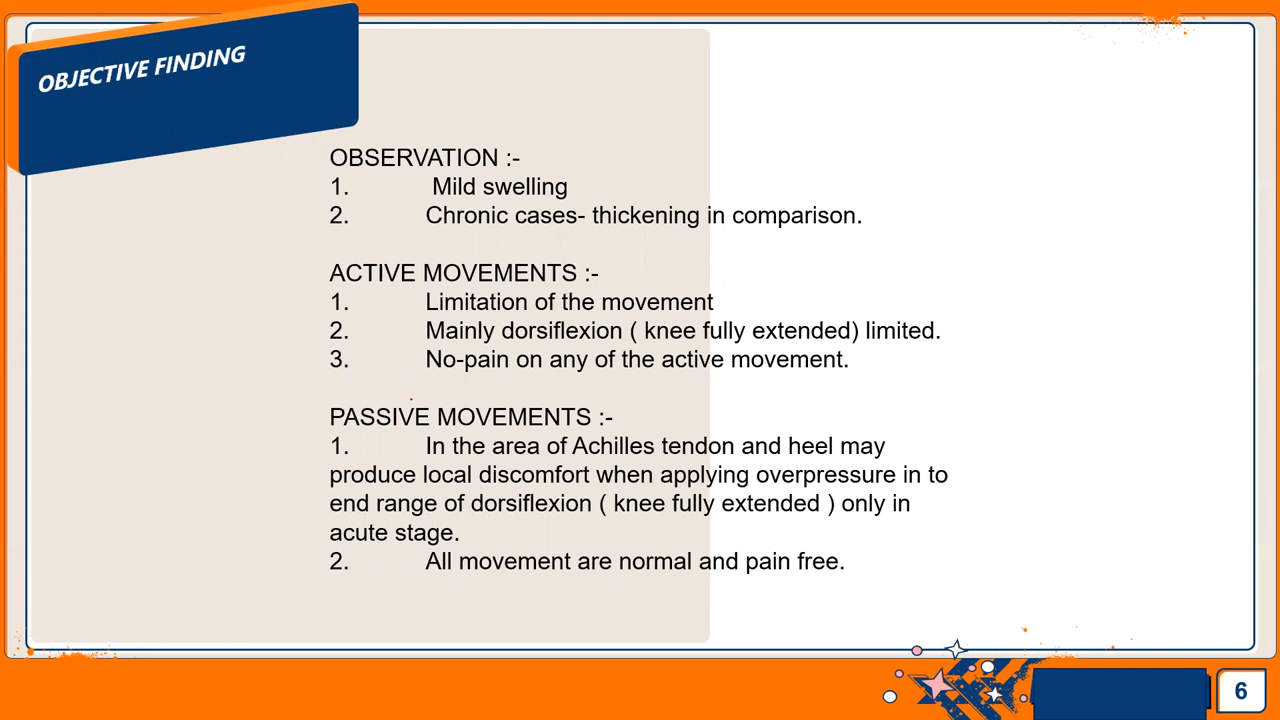 OBJECTIVE FINDING
OBSERVATION :-
1. Mild swelling
2. Chronic cases- thickening in comparison.
ACTIVE MOVEMENTS :-
1. Limitation of the movement
2. Mainly dorsiflexion ( knee fully extended) limited.
3. No-pain on any of the active movement.
PASSIVE MOVEMENTS :-
1. In the area of Achilles tendon and heel may
produce local discomfort when applying overpressure in to
end range of dorsiflexion ( knee fully extended ) only in
acute stage.
2. All movement are normal and pain free.
6